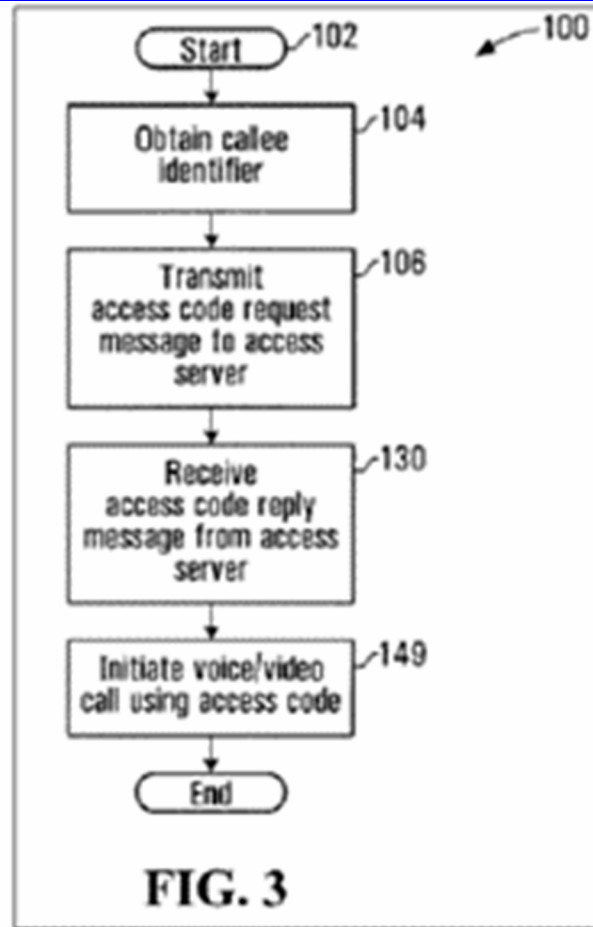 Start
102
100
Obtain callee
identifier
104
Transmit
access code request
message to access
server
106
Receive
access code reply
message from access
server
130
Initiate voice/video
call using access code
149
End
FIG. 3